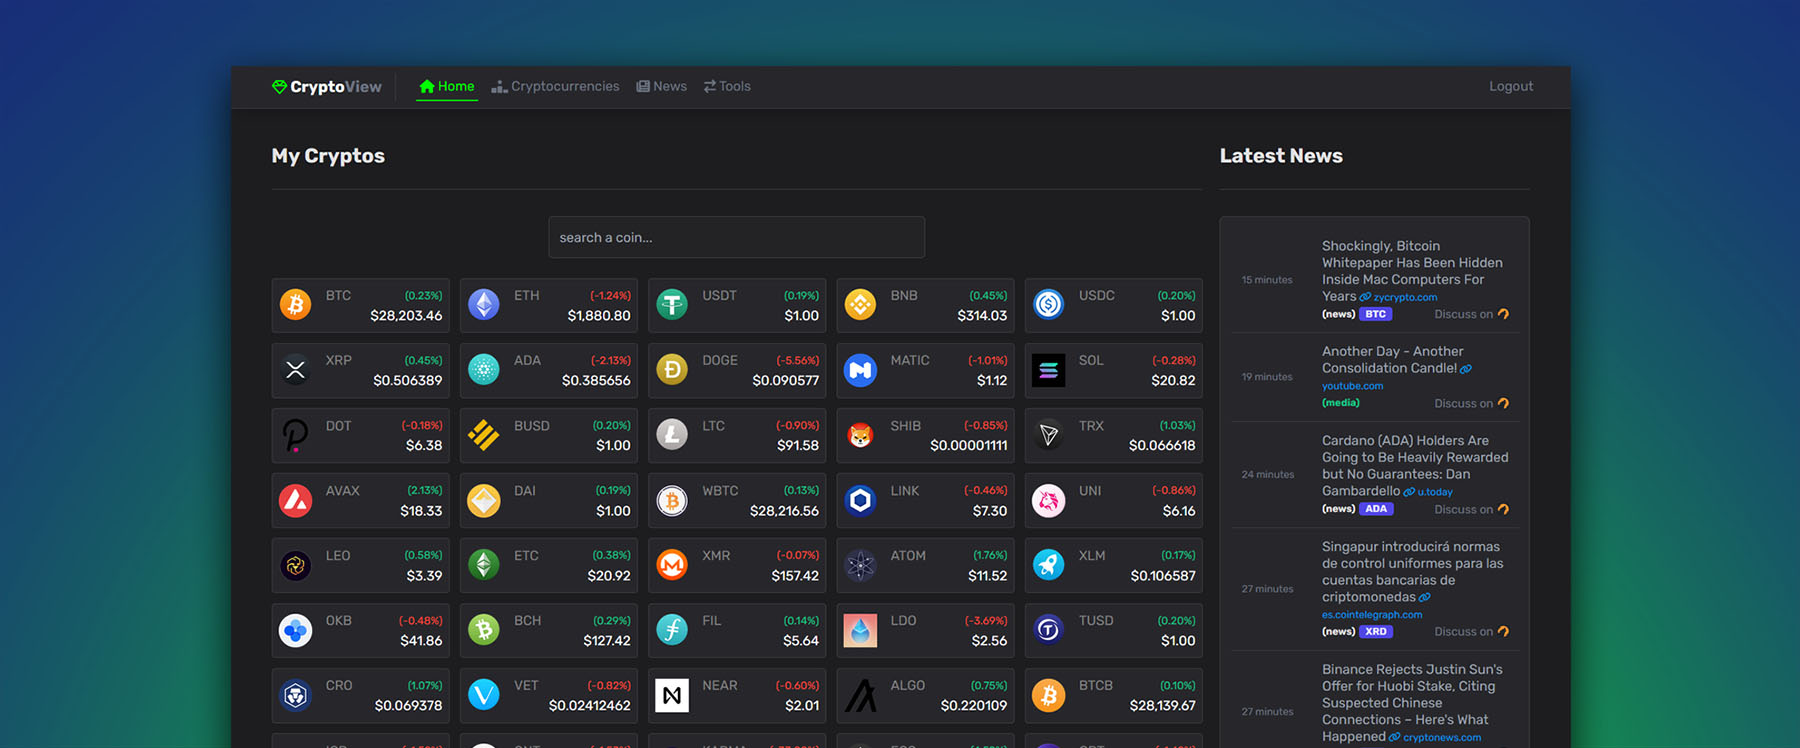 CryptoView Home Cryptocurrencies News Tools Logout
My Cryptos
search a coin...
BTC (0.23%) ETH (-1.24%) USDT (0.19%) BNB (0.45%) USDC (0.20%)
$28,203.46 $1,880.80 $1.00 $314.03 $1.00
XRP (0.45%) ADA (-2.13%) DOGE (-5.56%) MATIC (-1.01%) SOL (-0.28%)
$0.506389 $0.385656 $0.090577 $1.12 $20.82
DOT (-0.18%) BUSD (0.20%) LTC (-0.90%) SHIB (-0.85%) TRX (1.03%)
$6.38 $1.00 $91.58 $0.00001111 $0.066618
AVAX (2.13%) DAI (0.19%) WBTC (0.13%) LINK (-0.46%) UNI (-0.86%)
$18.33 $1.00 $28,216.56 $7.30 $6.16
LEO (0.58%) ETC (0.38%) XMR (-0.07%) ATOM (1.76%) XLM (0.17%)
$3.39 $20.92 $157.42 $11.52 $0.106587
OKB (-0.48%) BCH (0.29%) FIL (0.14%) LDO (-3.69%) TUSD (0.20%)
$41.86 $127.42 $5.64 $2.56 $1.00
CRO (1.07%) VET (-0.82%) NEAR (-0.60%) ALGO (0.75%) BTCB (0.10%)
$0.069378 $0.02412462 $2.01 $0.220109 $28,139.67
Latest News
15 minutes
Shockingly, Bitcoin
Whitepaper Has Been Hidden
Inside Mac Computers For
Years zycrypto.com
(news) BTC Discuss on
19 minutes
Another Day - Another
Consolidation Candle!
youtube.com
(media) Discuss on
24 minutes
Cardano (ADA) Holders Are
Going to Be Heavily Rewarded
but No Guarantees: Dan
Gambardello u.today
(news) ADA Discuss on
27 minutes
Singapur introducirá normas
de control uniformes para las
cuentas bancarias de
criptomonedas
es.cointelegraph.com
(news) XRD Discuss on
27 minutes
Binance Rejects Justin Sun's
Offer for Huobi Stake, Citing
Suspected Chinese
Connections – Here's What
Happened cryptonews.com